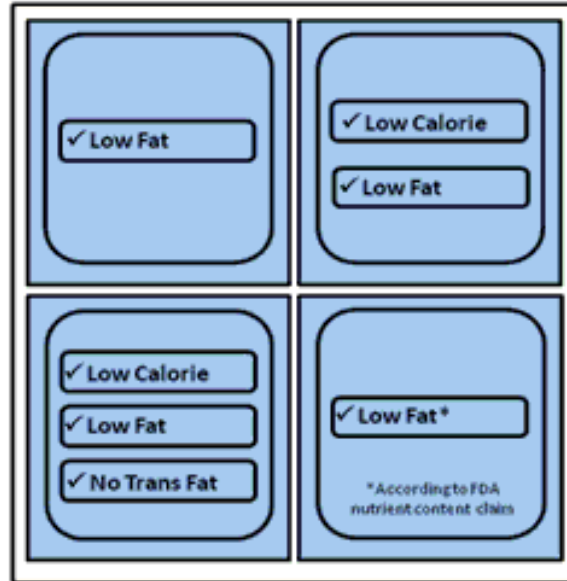 ✓ Low Fat
✓ Low Calorie
✓ Low Fat
✓ Low Calorie
✓ Low Fat
✓ No Trans Fat
✓ Low Fat*
*According to FDA
nutrient content claim